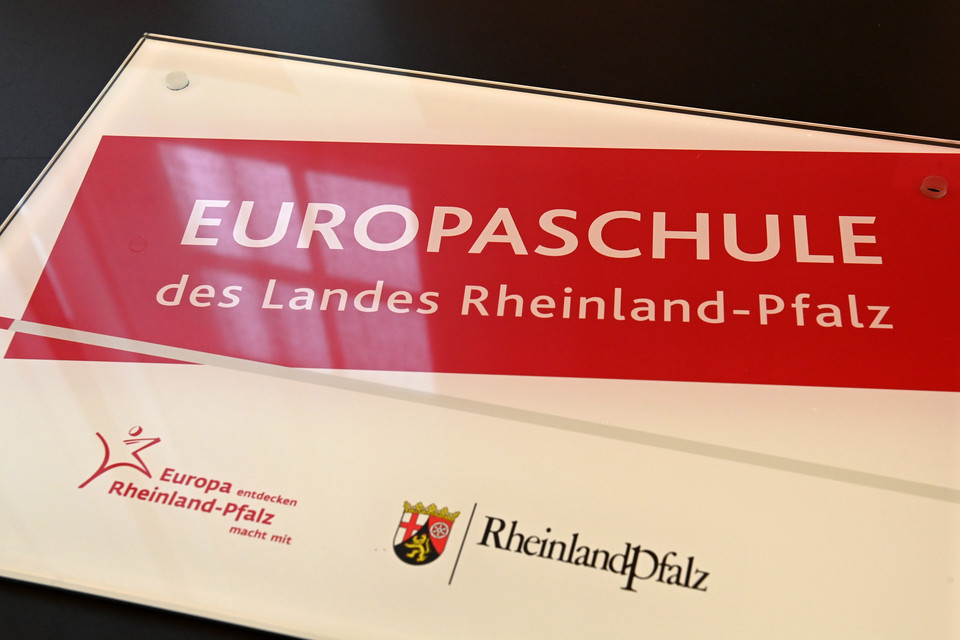 EUROPASCHULE
des Landes Rheinland-Pfalz
Europa entdecken
Rheinland-Pfalz
macht mit
RheinlandPfalz